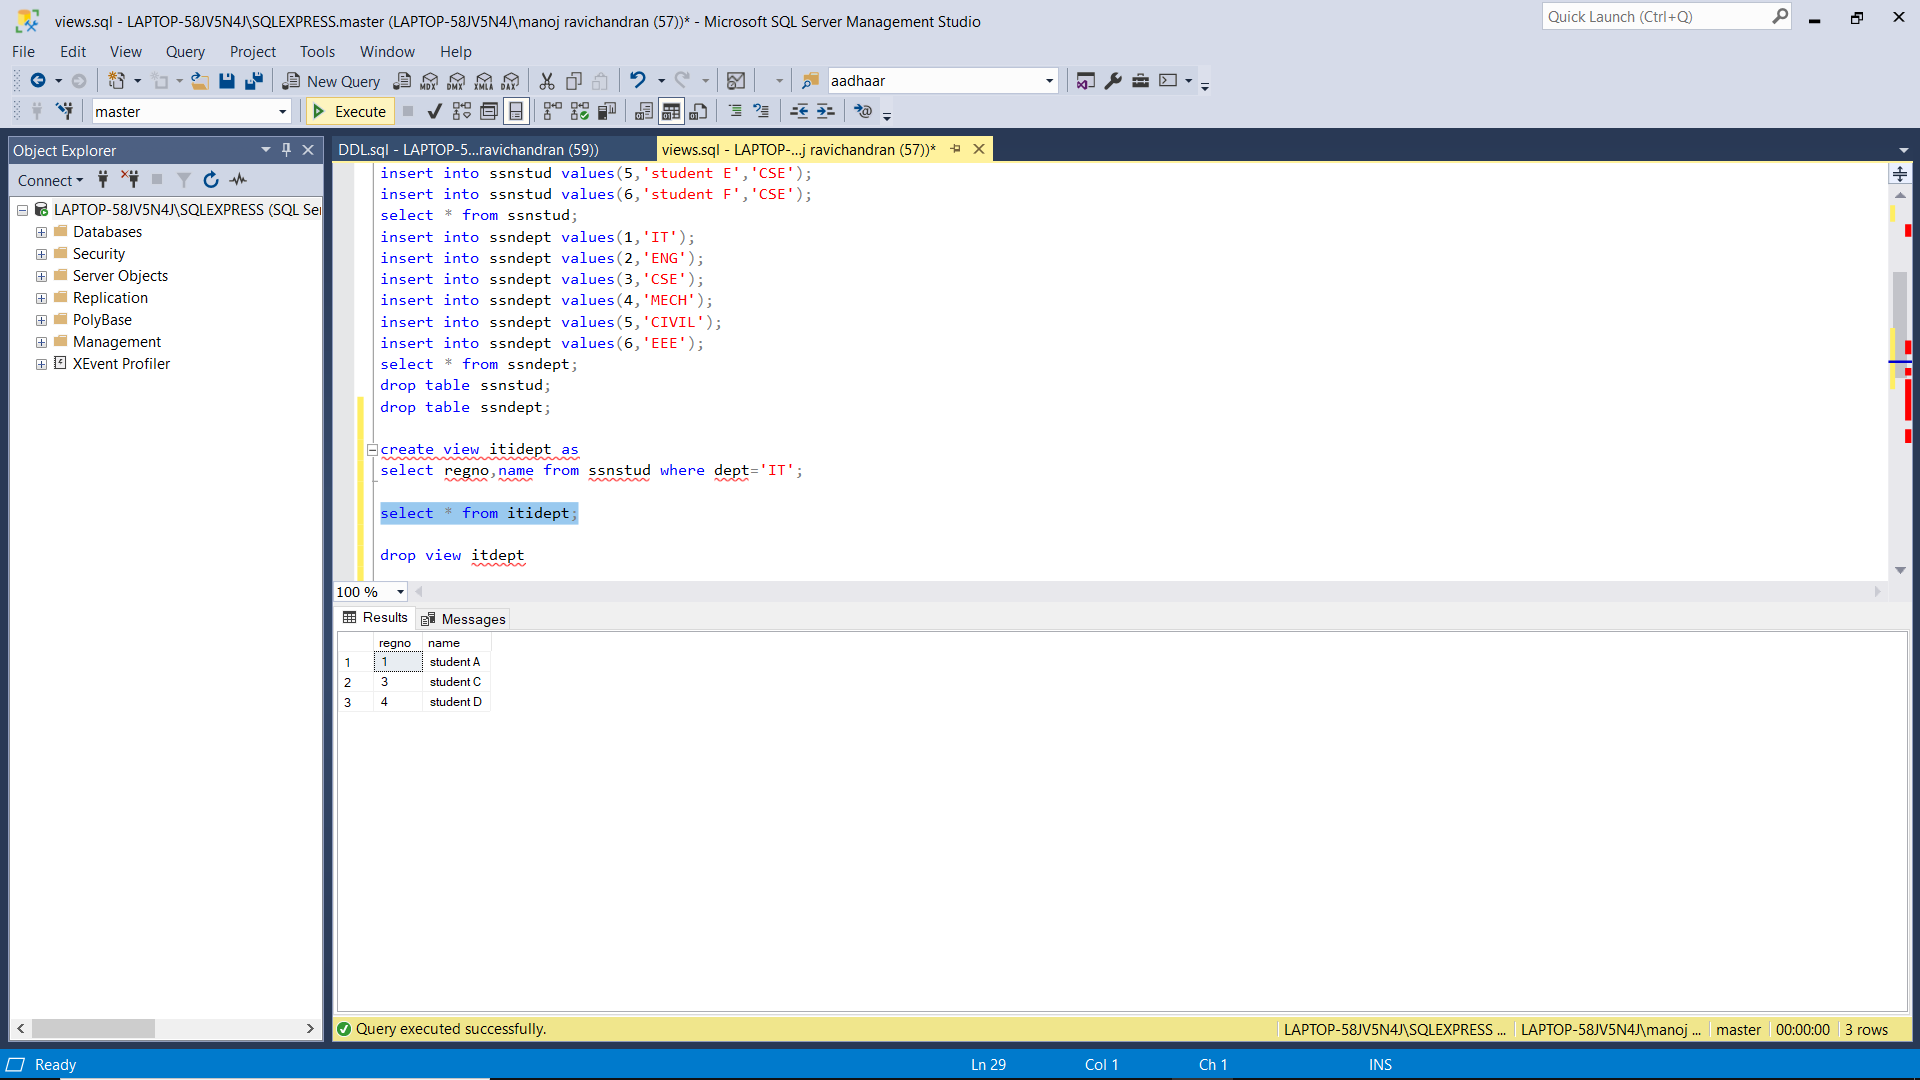 views.sql - LAPTOP-58JV5N4J\SQLEXPRESS.master (LAPTOP-58JV5N4J\manoj ravichandran (57))* - Microsoft SQL Server Management Studio
Quick Launch (Ctrl+Q)
File Edit View Query Project Tools Window Help
New Query MDX DMX XMLA DAX aadhaar
master Execute
Object Explorer
DDL.sql - LAPTOP-5...ravichandran (59))
views.sql - LAPTOP-...j ravichandran (57))*
Connect
LAPTOP-58JV5N4J\SQLEXPRESS (SQL Ser
Databases
Security
Server Objects
Replication
PolyBase
Management
XEvent Profiler
insert into ssnstud values(5,'student E','CSE');
insert into ssnstud values(6,'student F','CSE');
select * from ssnstud;
insert into ssndept values(1,'IT');
insert into ssndept values(2,'ENG');
insert into ssndept values(3,'CSE');
insert into ssndept values(4,'MECH');
insert into ssndept values(5,'CIVIL');
insert into ssndept values(6,'EEE');
select * from ssndept;
drop table ssnstud;
drop table ssndept;
create view itidept as
select regno,name from ssnstud where dept='IT';
select * from itidept;
drop view itdept
100 %
Results Messages
regno name
1 1 student A
2 3 student C
3 4 student D
Query executed successfully.
LAPTOP-58JV5N4J\SQLEXPRESS ... LAPTOP-58JV5N4J\manoj ... master 00:00:00 3 rows
Ready Ln 29 Col 1 Ch 1 INS